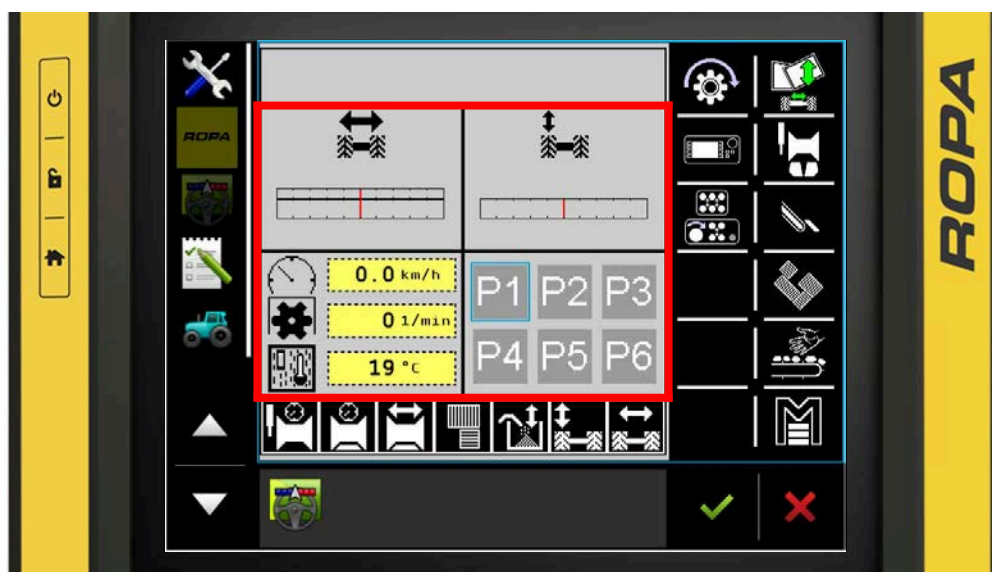 ROPA
ROPA
0.0 km/h
0 1/min
19 °C
P1 P2 P3
P4 P5 P6